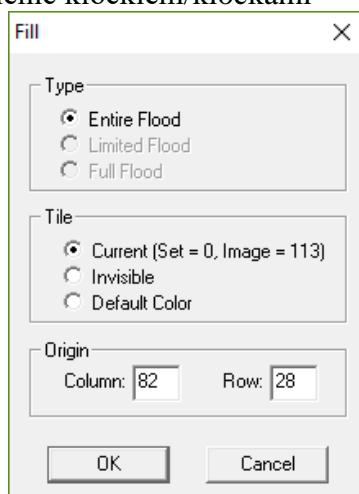 Fill
Type
Entire Flood
Limited Flood
Full Flood
Tile
Current (Set = 0, Image = 113)
Invisible
Default Color
Origin
Column: 82 Row: 28
OK Cancel